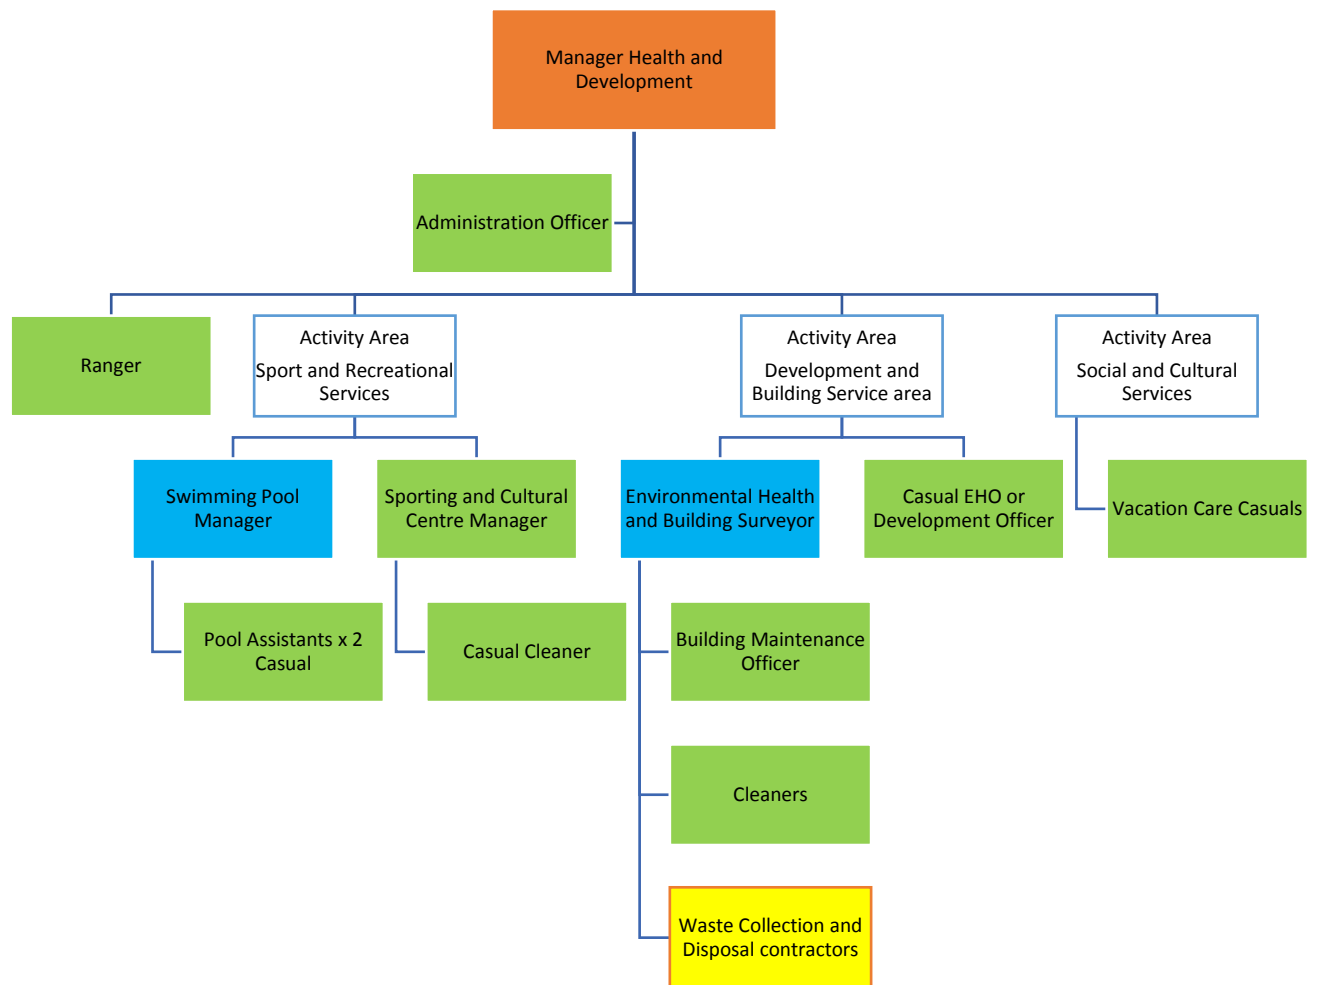 Manager Health and
Development
Administration Officer
Ranger
Activity Area
Sport and Recreational
Services
Activity Area
Development and
Building Service area
Activity Area
Social and Cultural
Services
Swimming Pool
Manager
Sporting and Cultural
Centre Manager
Environmental Health
and Building Surveyor
Casual EHO or
Development Officer
Vacation Care Casuals
Pool Assistants x 2
Casual
Casual Cleaner
Building Maintenance
Officer
Cleaners
Waste Collection and
Disposal contractors